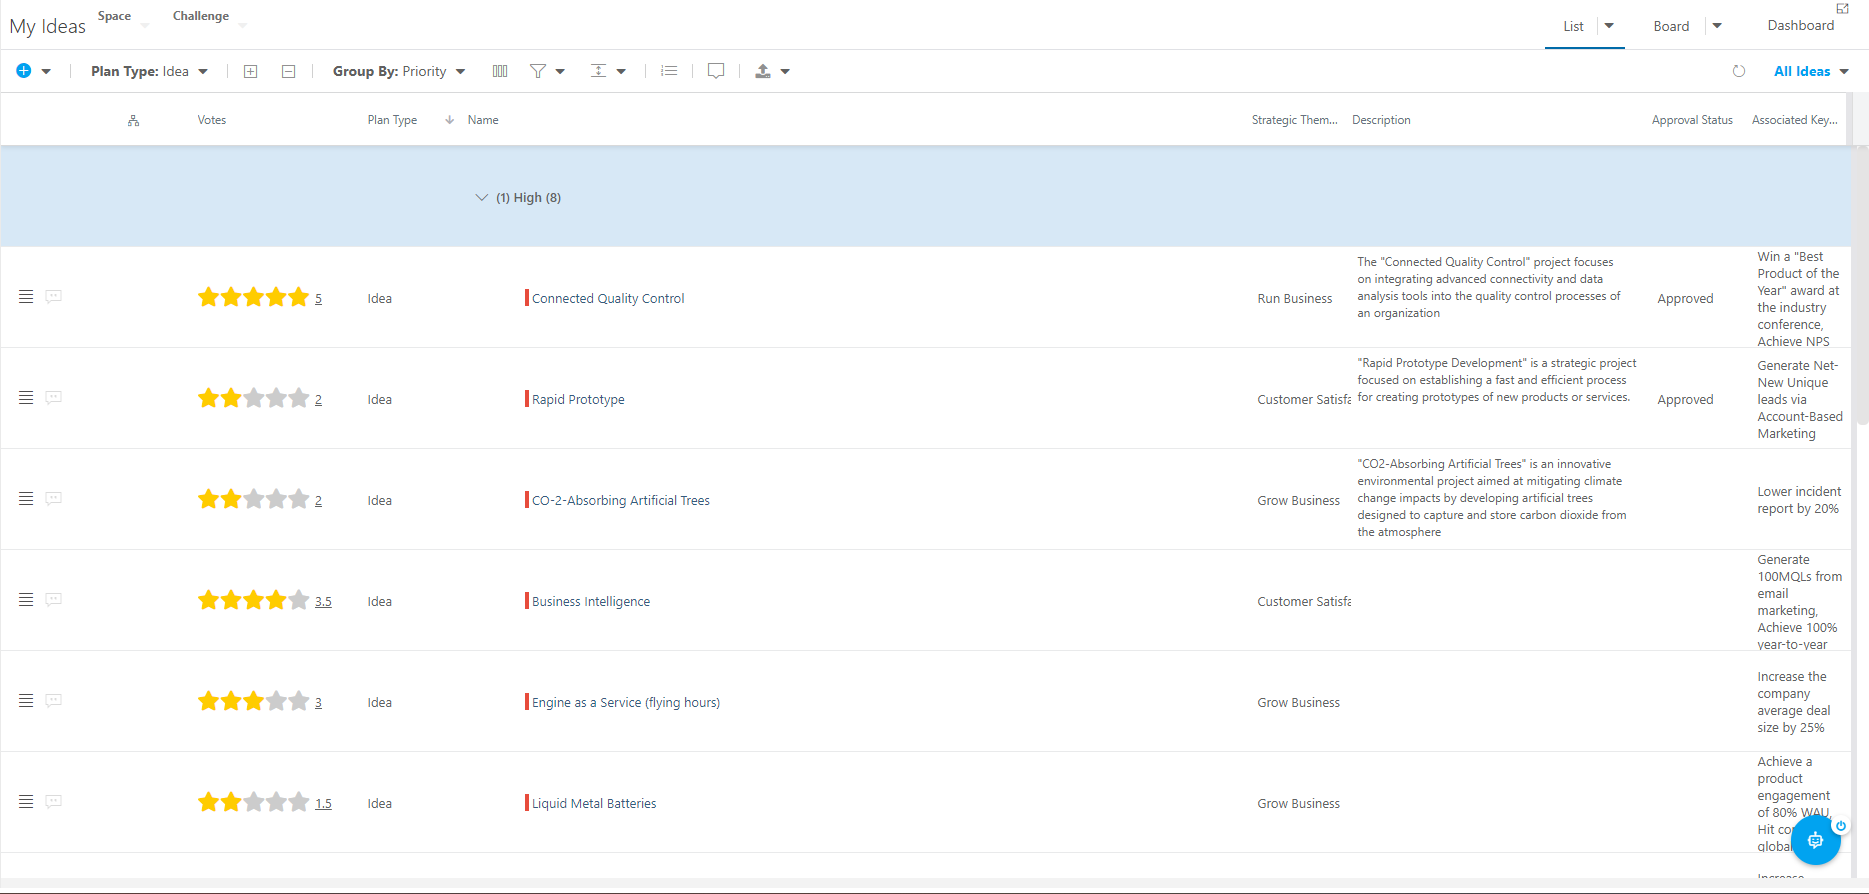 My Ideas
Space
Challenge
List
Board
Dashboard
Plan Type: Idea
Group By: Priority
All Ideas
Votes
Plan Type
Name
Strategic Them...
Description
Approval Status
Associated Key...
(1) High (8)
5
Idea
Connected Quality Control
Run Business
The "Connected Quality Control" project focuses
on integrating advanced connectivity and data
analysis tools into the quality control processes of
an organization
Approved
Win a "Best
Product of the
Year" award at
the industry
conference,
Achieve NPS
2
Idea
Rapid Prototype
Customer Satisfa
"Rapid Prototype Development" is a strategic project
focused on establishing a fast and efficient process
for creating prototypes of new products or services.
Approved
Generate Net-
New Unique
leads via
Account-Based
Marketing
2
Idea
CO-2-Absorbing Artificial Trees
Grow Business
"CO2-Absorbing Artificial Trees" is an innovative
environmental project aimed at mitigating climate
change impacts by developing artificial trees
designed to capture and store carbon dioxide from
the atmosphere
Lower incident
report by 20%
3.5
Idea
Business Intelligence
Customer Satisfa
Generate
100MQLs from
email
marketing,
Achieve 100%
year-to-year
3
Idea
Engine as a Service (flying hours)
Grow Business
Increase the
company
average deal
size by 25%
1.5
Idea
Liquid Metal Batteries
Grow Business
Achieve a
product
engagement
of 80% WAU,
Hit
Increase